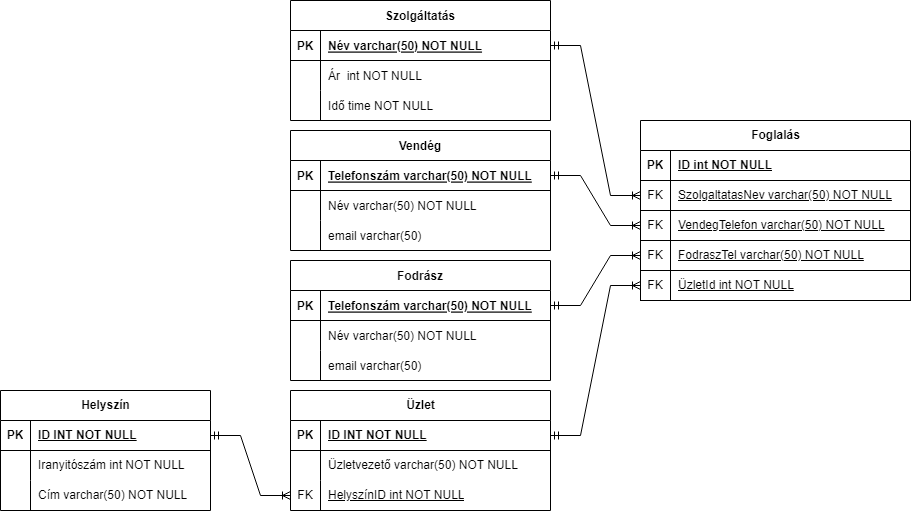 Szolgáltatás
PK Név varchar(50) NOT NULL
Ár int NOT NULL
Idő time NOT NULL
Vendég
PK Telefonszám varchar(50) NOT NULL
Név varchar(50) NOT NULL
email varchar(50)
Fodrász
PK Telefonszám varchar(50) NOT NULL
Név varchar(50) NOT NULL
email varchar(50)
Foglalás
PK ID int NOT NULL
FK SzolgaltatasNev varchar(50) NOT NULL
FK VendegTelefon varchar(50) NOT NULL
FK FodraszTel varchar(50) NOT NULL
FK ÜzletId int NOT NULL
Helyszín
PK ID INT NOT NULL
Iranyitószám int NOT NULL
Cím varchar(50) NOT NULL
Üzlet
PK ID INT NOT NULL
Üzletvezető varchar(50) NOT NULL
FK HelyszínID int NOT NULL